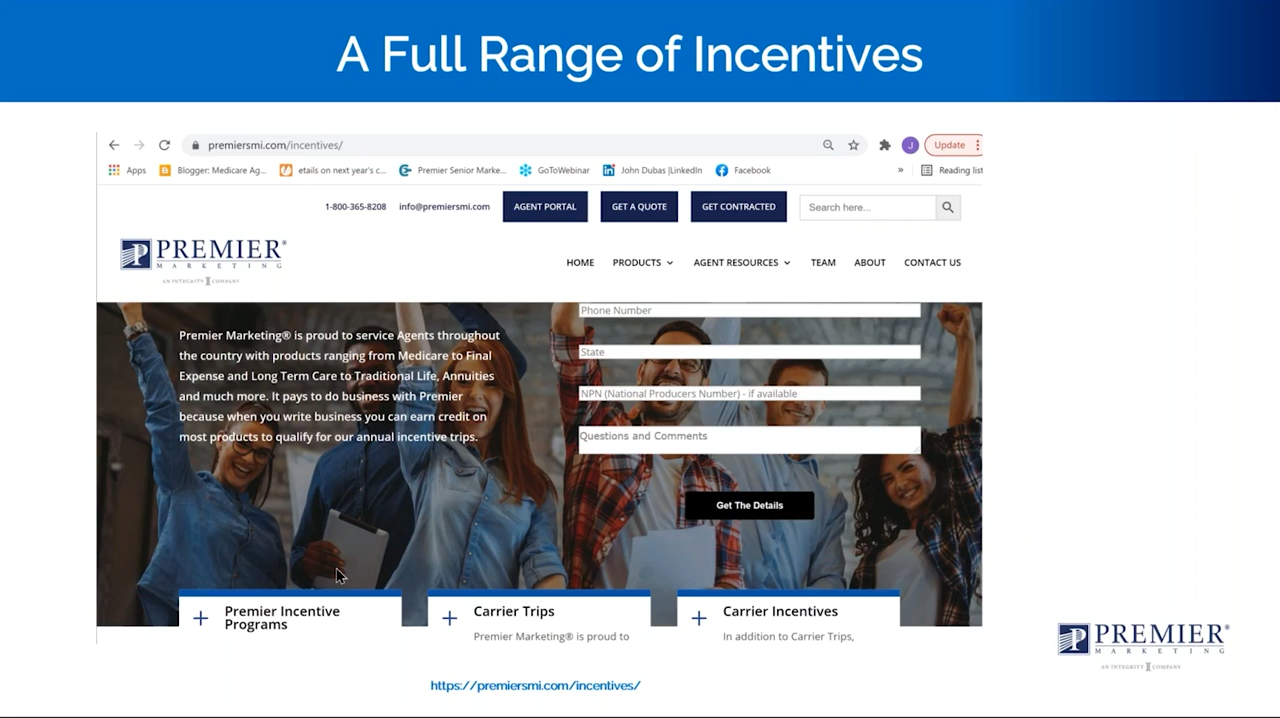 A Full Range of Incentives
premiersmi.com/incentives/
J
Update
Apps
Blogger: Medicare Ag...
etails on next year's c...
Premier Senior Marke...
GoToWebinar
John Dubas |LinkedIn
Facebook
»
Reading list
1-800-365-8208
info@premiersmi.com
AGENT PORTAL
GET A QUOTE
GET CONTRACTED
Search here...
PREMIER®
MARKETING
AN INTEGRITY COMPANY
HOME
PRODUCTS
AGENT RESOURCES
TEAM
ABOUT
CONTACT US
Premier Marketing® is proud to service Agents throughout
the country with products ranging from Medicare to Final
Expense and Long Term Care to Traditional Life, Annuities
and much more. It pays to do business with Premier
because when you write business you can earn credit on
most products to qualify for our annual incentive trips.
Phone Number
State
NPN (National Producers Number) - if available
Questions and Comments
Get The Details
Premier Incentive
Programs
Carrier Trips
Premier Marketing® is proud to
Carrier Incentives
In addition to Carrier Trips,
PREMIER®
MARKETING
AN INTEGRITY COMPANY
https://premiersmi.com/incentives/